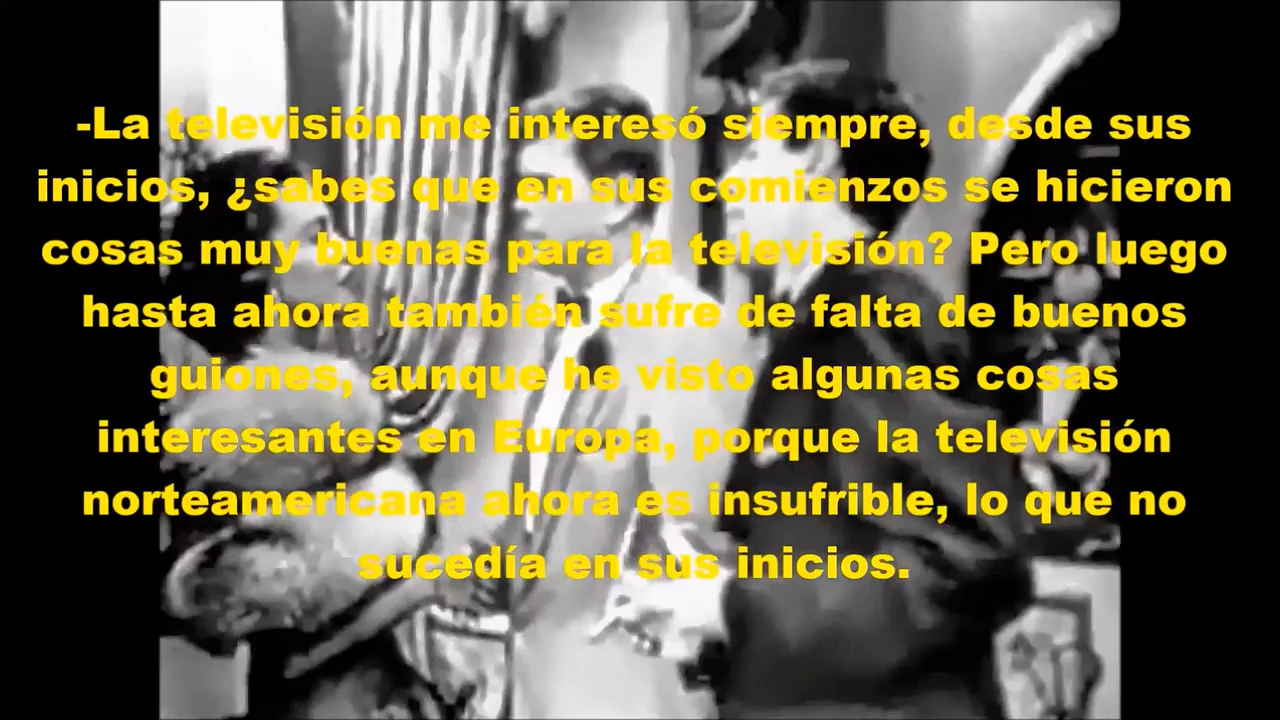 -La televisión me interesó siempre, desde sus
inicios, ¿sabes que en sus comienzos se hicieron
cosas muy buenas para la televisión? Pero luego
hasta ahora también sufre de falta de buenos
guiones, aunque he visto algunas cosas
interesantes en Europa, porque la televisión
norteamericana ahora es insufrible, lo que no
sucedía en sus inicios.